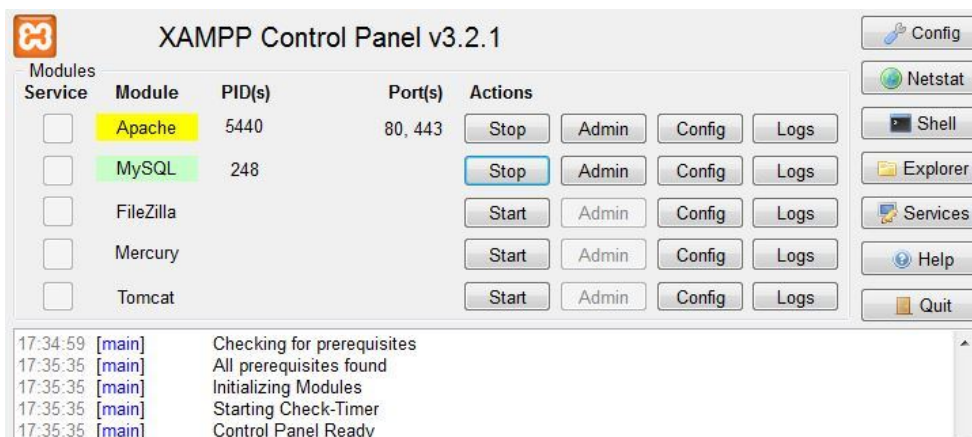 XAMPP Control Panel v3.2.1
Modules
Service Module PID(s) Port(s) Actions
Apache 5440 80, 443 Stop Admin Config Logs
MySQL 248 Stop Admin Config Logs
FileZilla Start Admin Config Logs
Mercury Start Admin Config Logs
Tomcat Start Admin Config Logs
Config
Netstat
Shell
Explorer
Services
Help
Quit
17:34:59 [main] Checking for prerequisites
17:35:35 [main] All prerequisites found
17:35:35 [main] Initializing Modules
17:35:35 [main] Starting Check-Timer
17:35:35 [main] Control Panel Ready